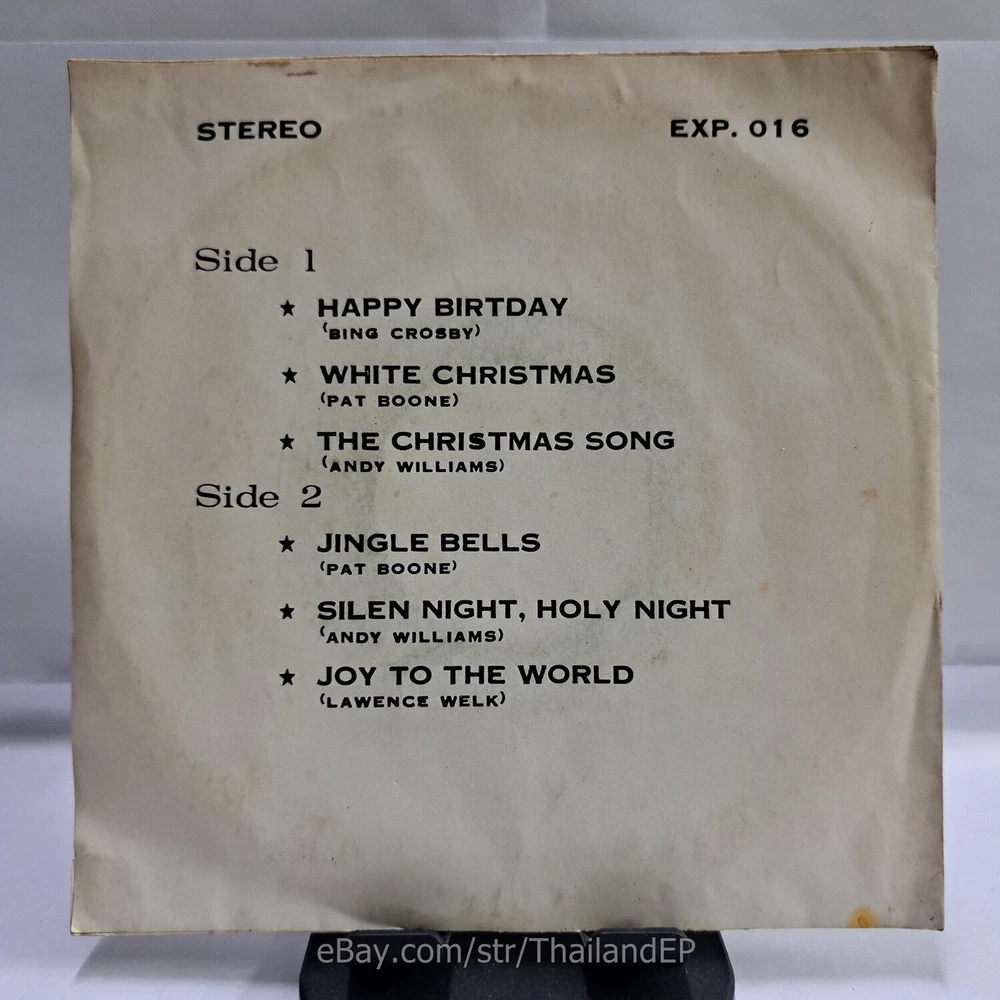 STEREO EXP. 016
Side 1
★ HAPPY BIRTDAY
(BING CROSBY)
★ WHITE CHRISTMAS
(PAT BOONE)
★ THE CHRISTMAS SONG
(ANDY WILLIAMS)
Side 2
★ JINGLE BELLS
(PAT BOONE)
★ SILEN NIGHT, HOLY NIGHT
(ANDY WILLIAMS)
★ JOY TO THE WORLD
(LAWENCE WELK)
eBay.com/str/ThailandEP